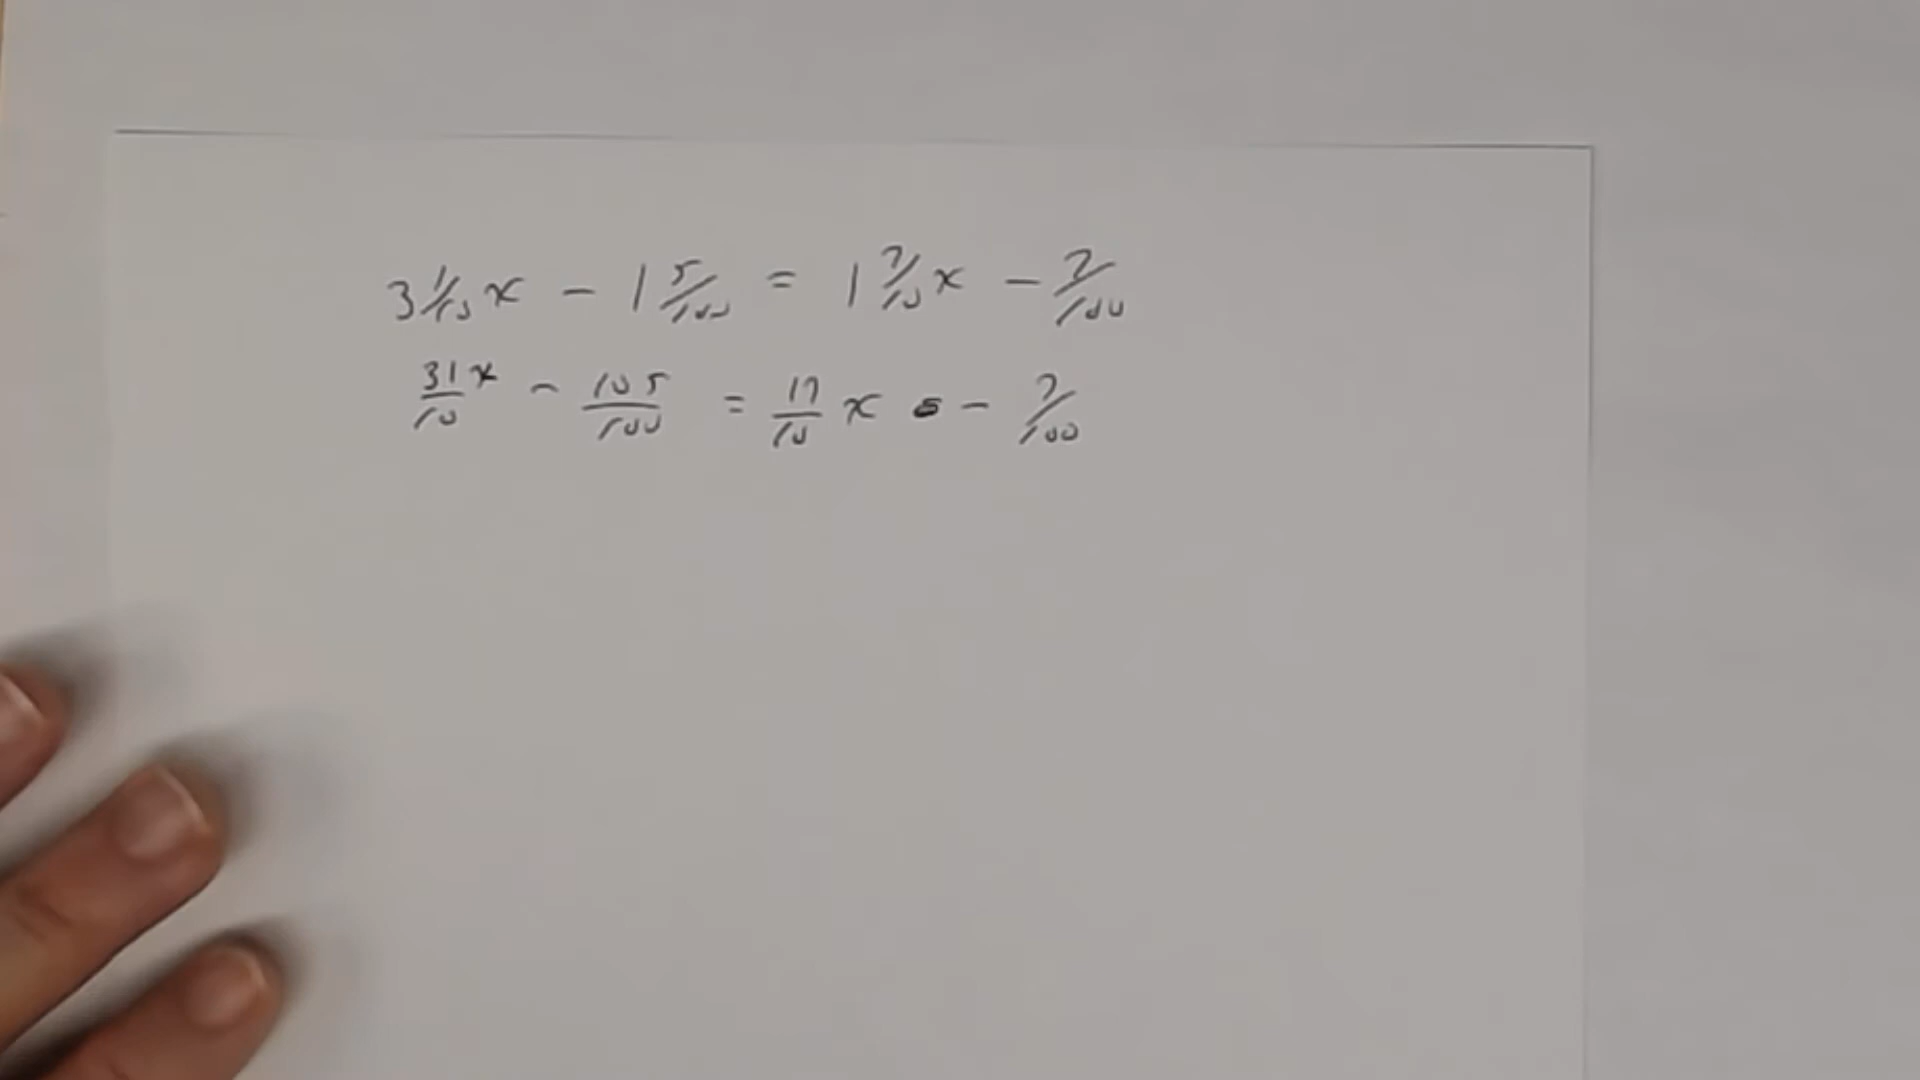 3 1/10 x - 1 5/100 = 1 7/10 x - 7/100
31/10 x - 105/100 = 17/10 x - 7/100